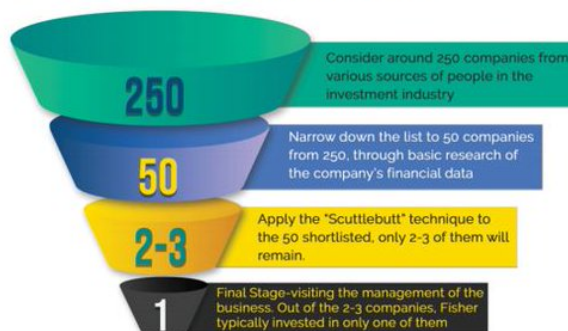 250
Consider around 250 companies from
various sources of people in the
investment industry
50
Narrow down the list to 50 companies
from 250, through basic research of
the company's financial data
2-3
Apply the "Scuttlebutt" technique to
the 50 shortlisted, only 2-3 of them will
remain.
1
Final Stage-visiting the management of the
business. Out of the 2-3 companies, Fisher
typically invested in only one of them